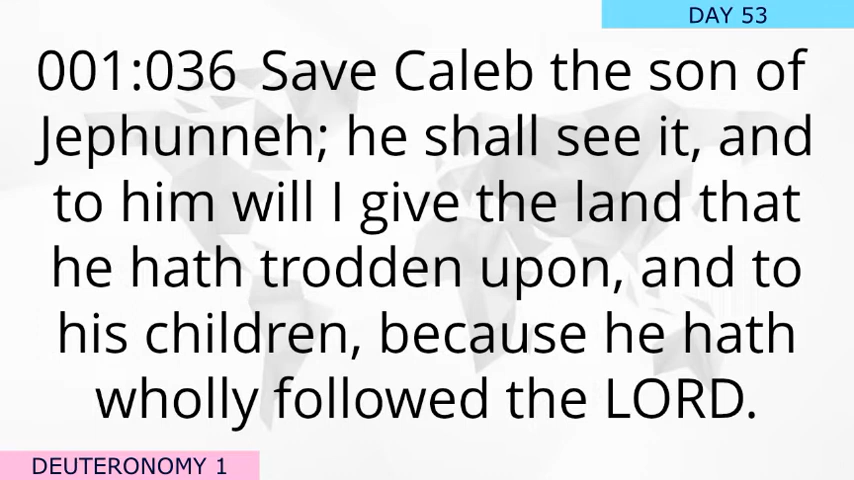 DAY 53
001:036 Save Caleb the son of
Jephunneh; he shall see it, and
to him will I give the land that
he hath trodden upon, and to
his children, because he hath
wholly followed the LORD.
DEUTERONOMY 1